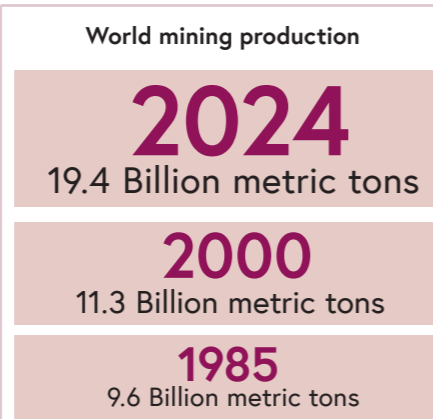 World mining production
2024
19.4 Billion metric tons
2000
11.3 Billion metric tons
1985
9.6 Billion metric tons